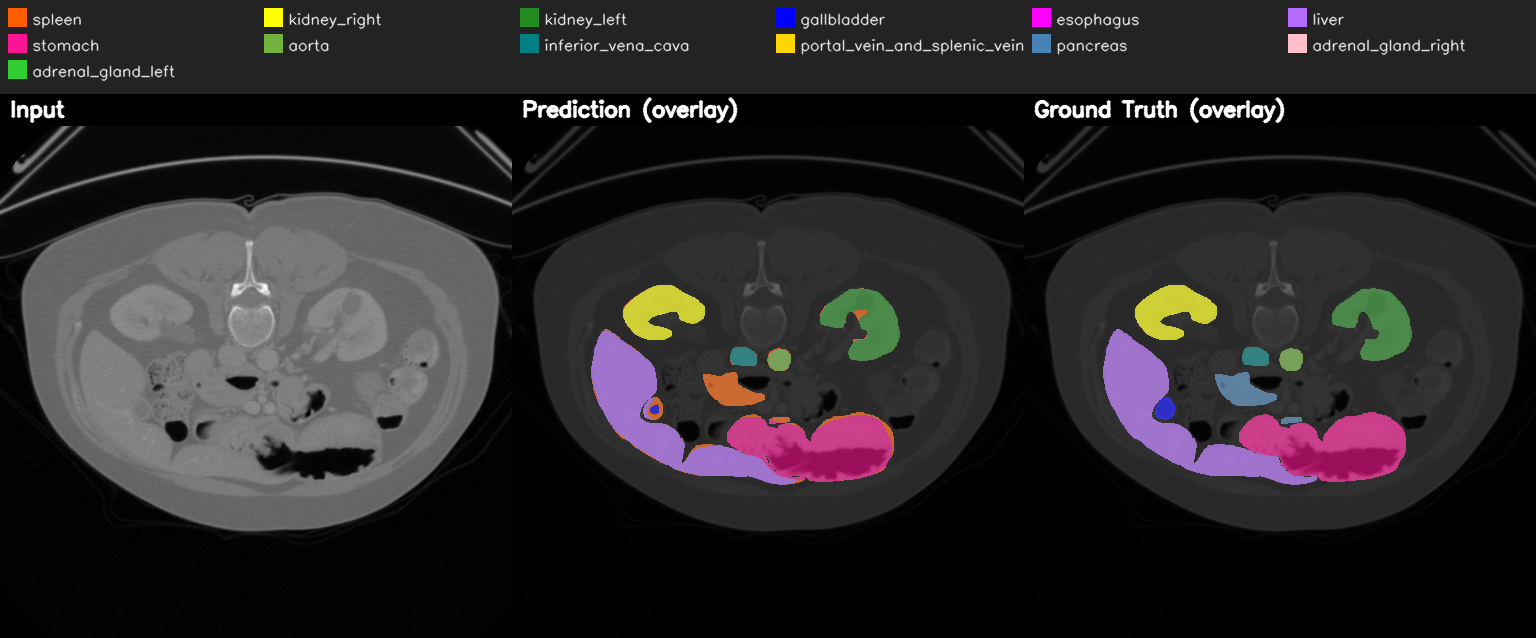 spleen kidney_right kidney_left gallbladder esophagus liver
stomach aorta inferior_vena_cava portal_vein_and_splenic_vein pancreas adrenal_gland_right
adrenal_gland_left
Input Prediction (overlay) Ground Truth (overlay)